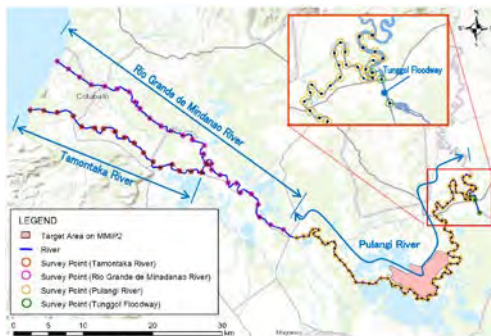 Rio Grande de Mindanao River
Tunggol Floodway
Cotabato
Tamontaka River
Pulangi River
LEGEND
Target Area on MMIP2
River
Survey Point (Tamontaka River)
Survey Point (Rio Grande de Minadanao River)
Survey Point (Pulangi River)
Survey Point (Tunggol Floodway)
0
10
20
30
km